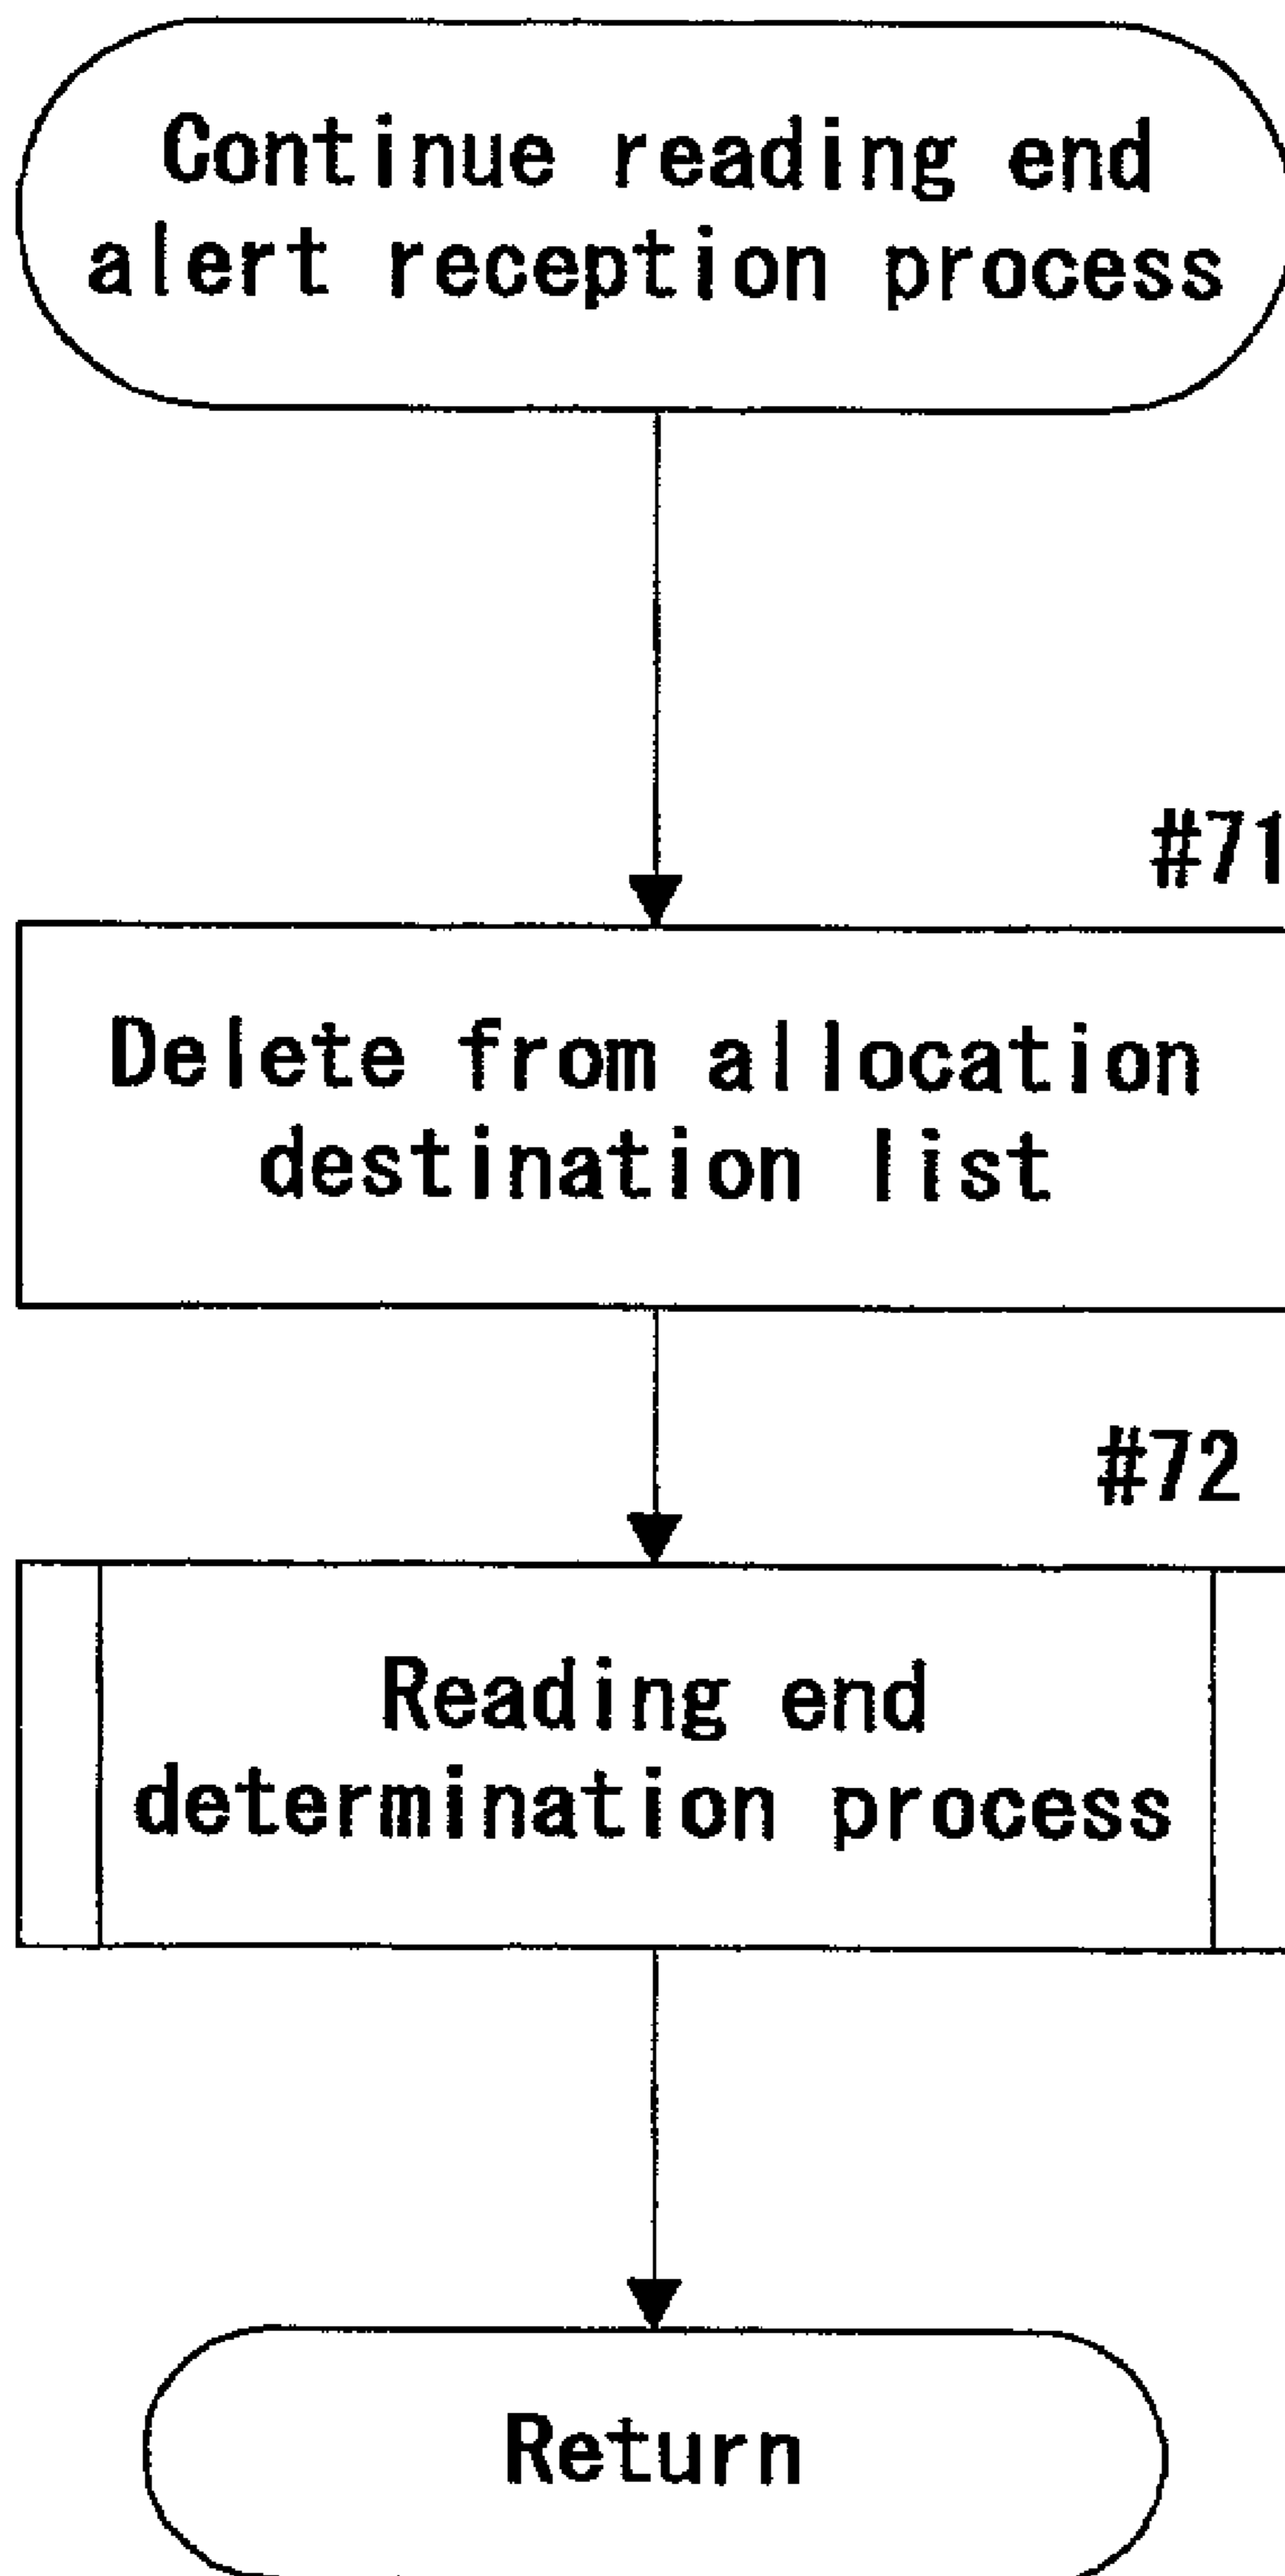 Continue reading end
alert reception process
#71
Delete from allocation
destination list
#72
Reading end
determination process
Return